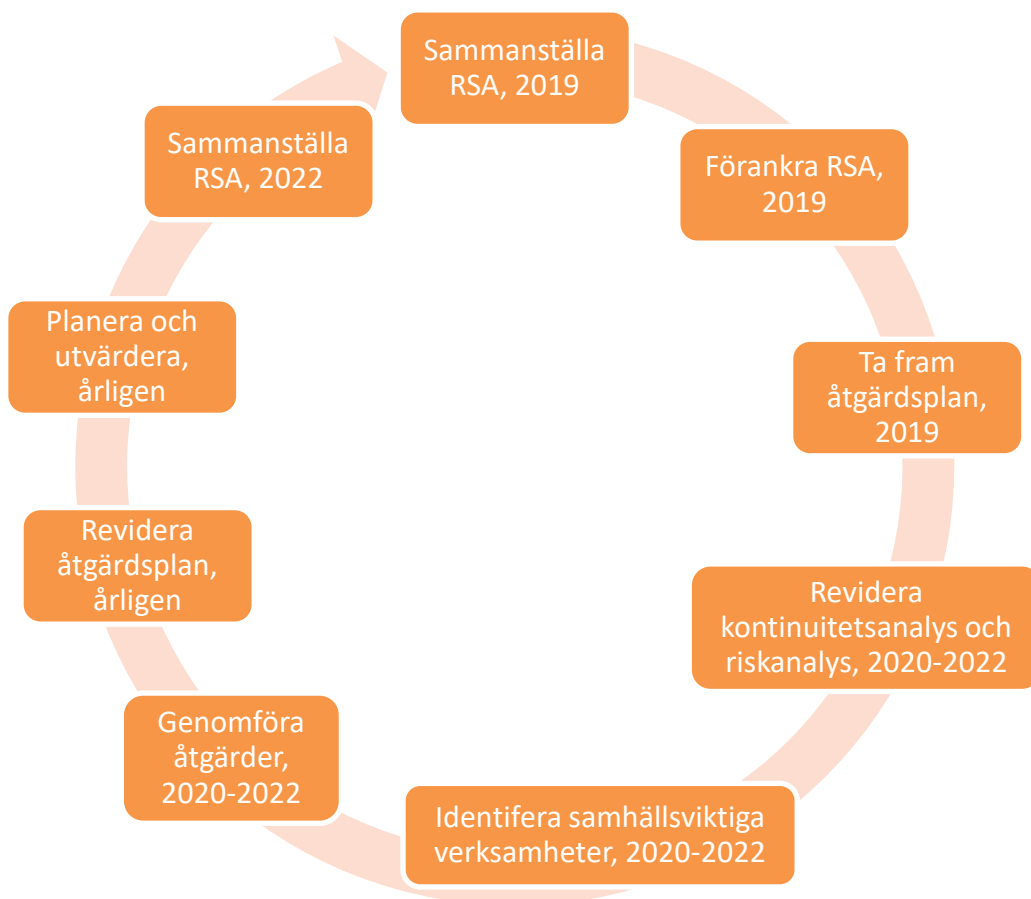 Sammanställa
RSA, 2019
Förankra RSA,
2019
Ta fram
åtgärdsplan,
2019
Revidera
kontinuitetsanalys och
riskanalys, 2020-2022
Identifera samhällsviktiga
verksamheter, 2020-2022
Genomföra
åtgärder,
2020-2022
Revidera
åtgärdsplan,
årligen
Planera och
utvärdera,
årligen
Sammanställa
RSA, 2022